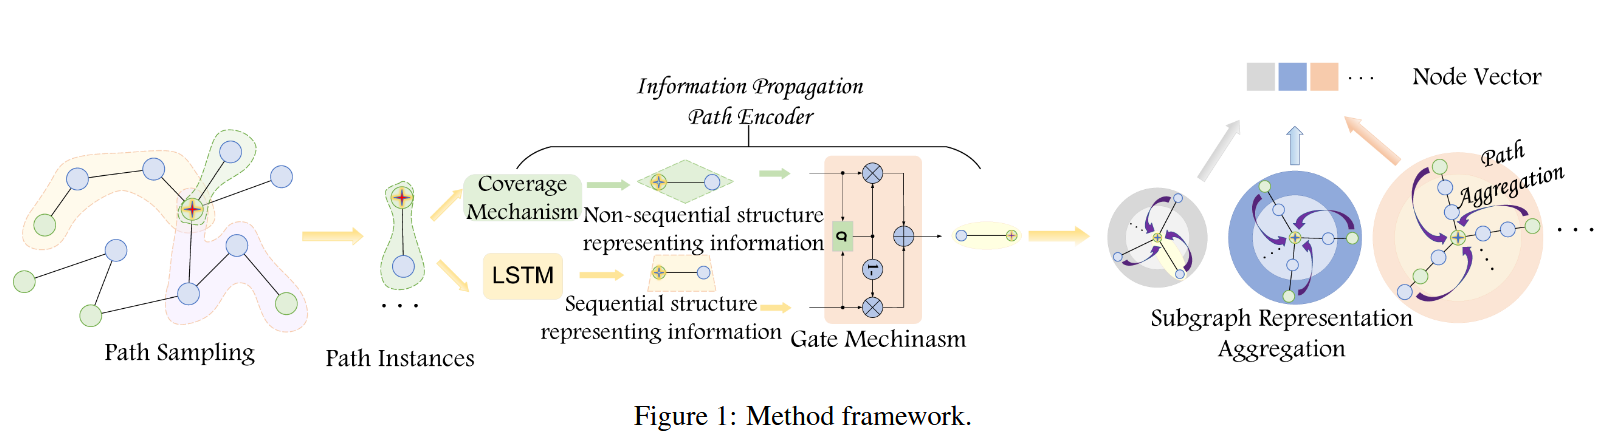 Information Propagation
Path Encoder
Node Vector
Path
Aggregation
Coverage
Mechanism
Non-sequential structure
representing information
σ
1-
LSTM
Sequential structure
representing information
Gate Mechinasm
Path Sampling
Path Instances
Subgraph Representation
Aggregation
Figure 1: Method framework.